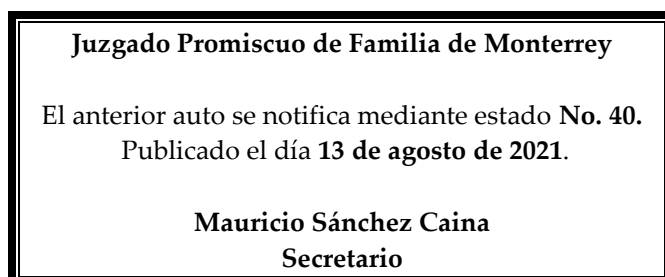 Juzgado Promiscuo de Familia de Monterrey
El anterior auto se notifica mediante estado No. 40.
Publicado el día 13 de agosto de 2021.
Mauricio Sánchez Caina
Secretario